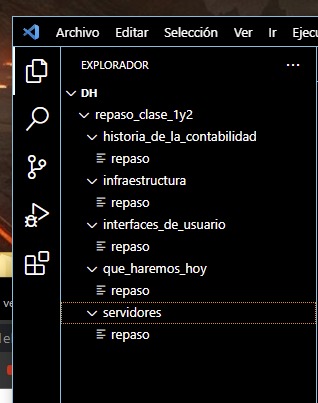 Archivo Editar Selección Ver Ir Ejecu
EXPLORADOR ...
DH
repaso_clase_1y2
historia_de_la_contabilidad
repaso
infraestructura
repaso
interfaces_de_usuario
repaso
que_haremos_hoy
repaso
servidores
repaso